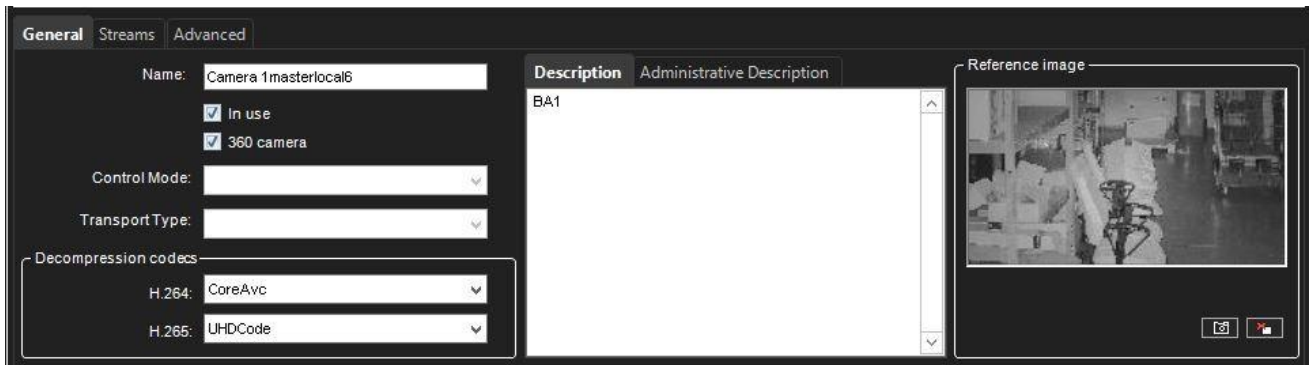 General Streams Advanced
Name: Camera 1masterlocal6
In use
360 camera
Control Mode:
Transport Type:
Decompression codecs
H.264: CoreAvc
H.265: UHDCode
Description Administrative Description
BA1
Reference image